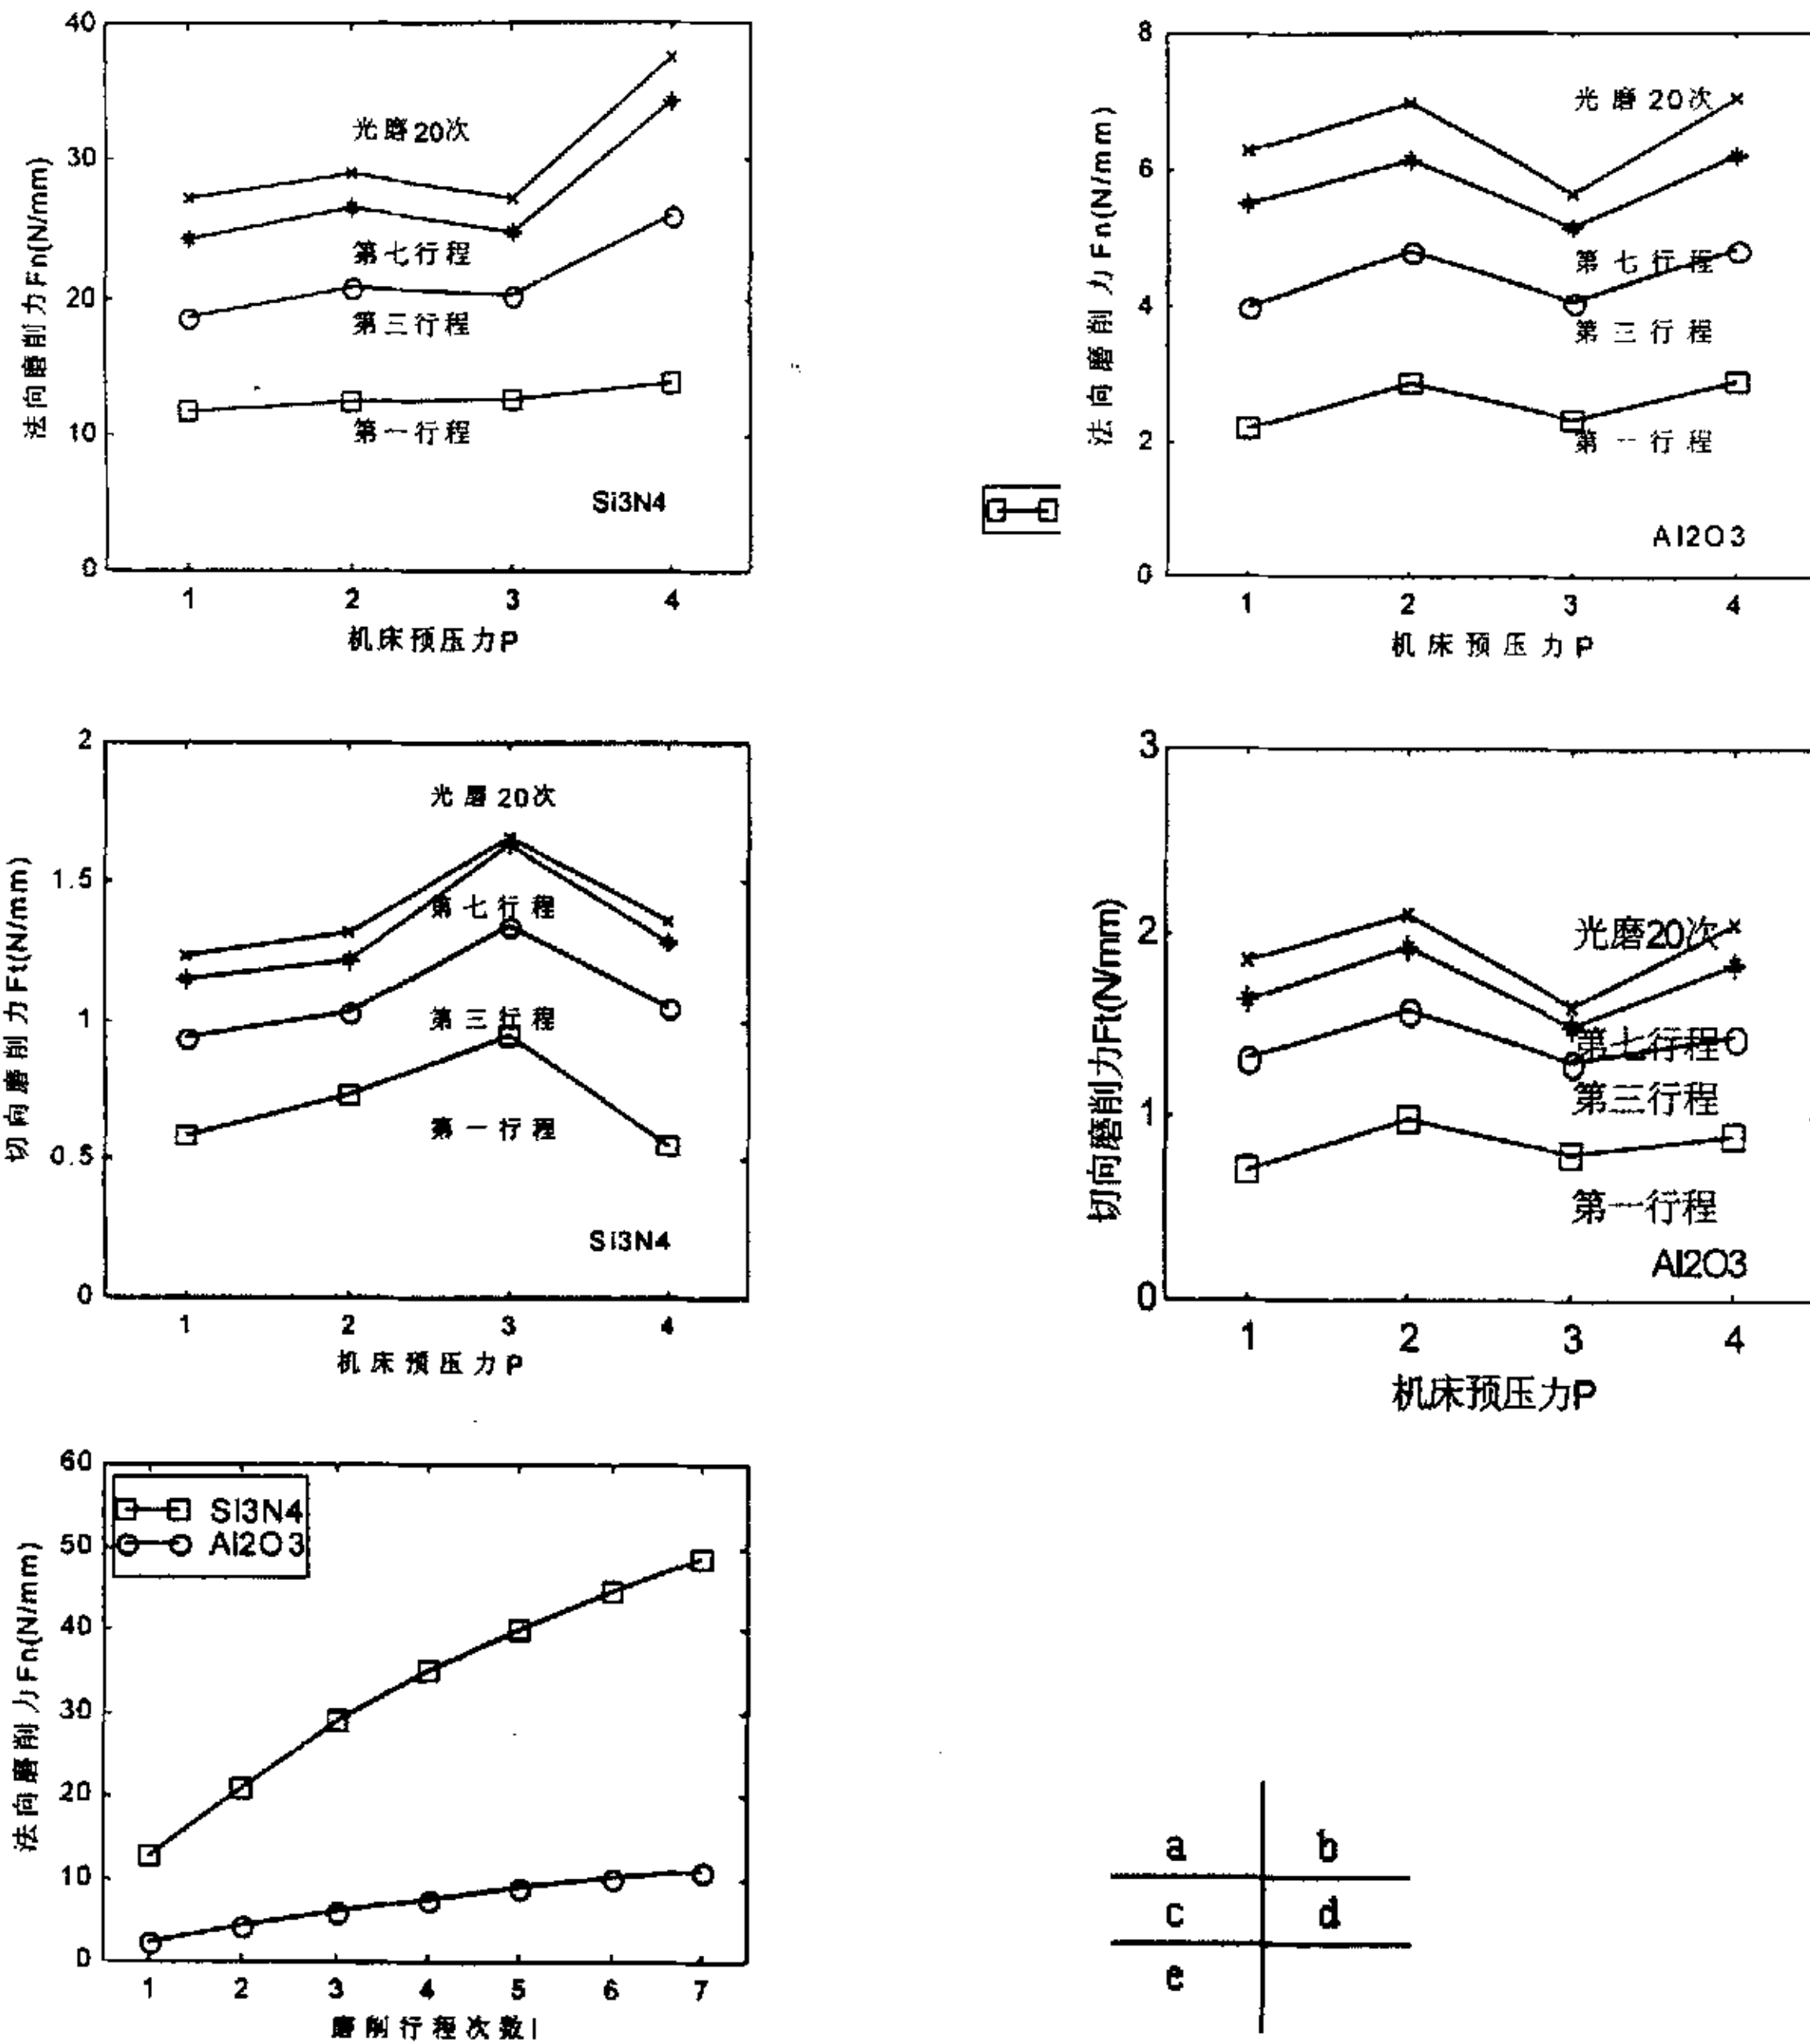 法向磨削力Fn(N/mm)
40
30
20
10
0
光磨20次
第七行程
第三行程
第一行程
Si3N4
1 2 3 4
机床预压力P
法向磨削力Fn(N/mm)
8
6
4
2
0
光磨20次
第七行程
第三行程
第一行程
Al2O3
1 2 3 4
机床预压力P
切向磨削力Ft(N/mm)
2
1.5
1
0.5
0
光磨20次
第七行程
第三行程
第一行程
Si3N4
1 2 3 4
机床预压力P
切向磨削力Ft(N/mm)
3
2
1
0
光磨20次
第七行程
第三行程
第一行程
Al2O3
1 2 3 4
机床预压力P
法向磨削力Fn(N/mm)
60
50
40
30
20
10
0
Si3N4
Al2O3
1 2 3 4 5 6 7
磨削行程次数I
a b
c d
e